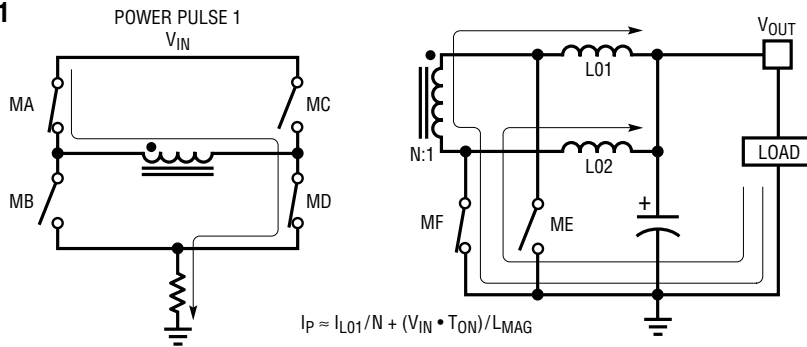 1
POWER PULSE 1
V_IN
MA
MC
MB
MD
N:1
L01
L02
MF
ME
+
V_OUT
LOAD
I_P ≈ I_L01/N + (V_IN • T_ON)/L_MAG